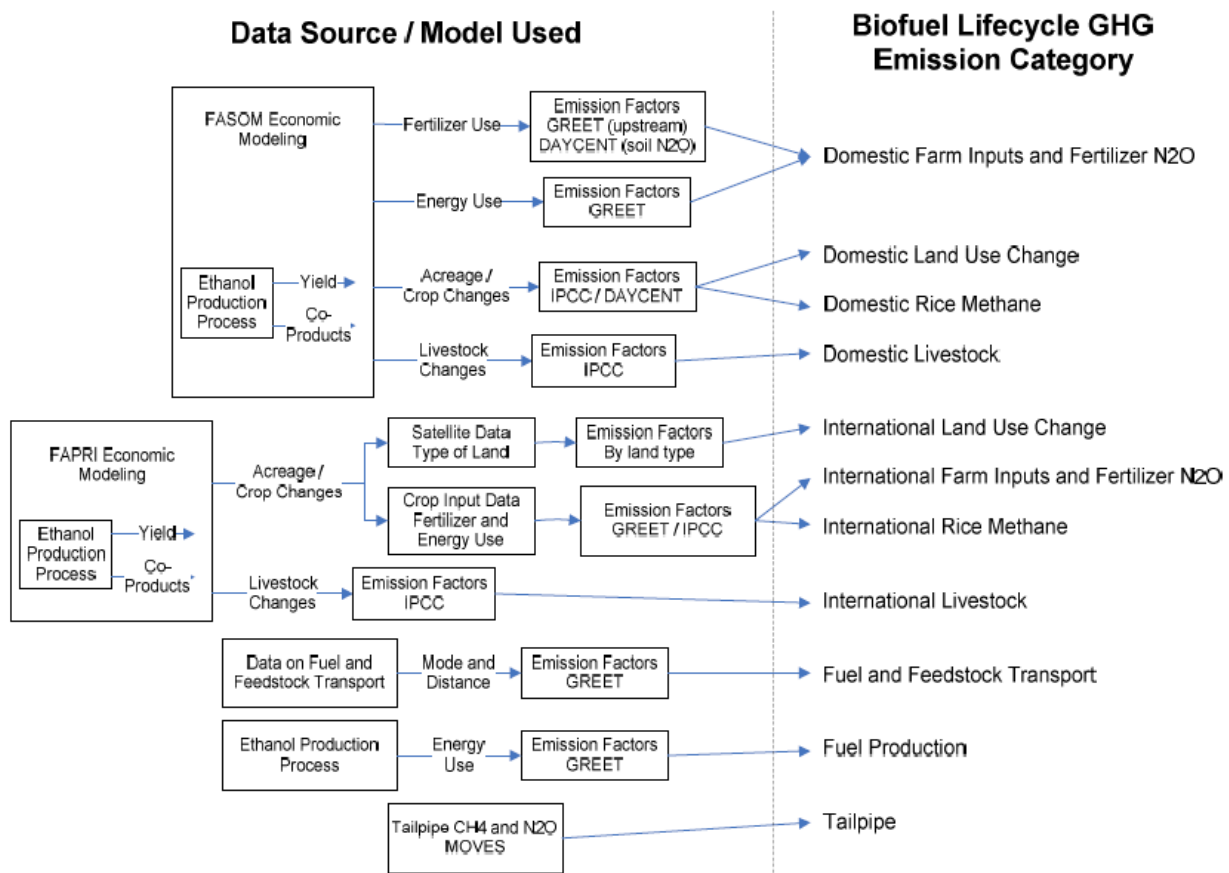 Data Source / Model Used
Biofuel Lifecycle GHG
Emission Category
FASOM Economic
Modeling
Fertilizer Use
Emission Factors
GREET (upstream)
DAYCENT (soil N2O)
Domestic Farm Inputs and Fertilizer N2O
Energy Use
Emission Factors
GREET
Ethanol
Production
Process
Yield
Co-
Products
Acreage /
Crop Changes
Emission Factors
IPCC / DAYCENT
Domestic Land Use Change
Domestic Rice Methane
Livestock
Changes
Emission Factors
IPCC
Domestic Livestock
FAPRI Economic
Modeling
Acreage /
Crop Changes
Satellite Data
Type of Land
Emission Factors
By land type
International Land Use Change
Crop Input Data
Fertilizer and
Energy Use
Emission Factors
GREET / IPCC
International Farm Inputs and Fertilizer N2O
International Rice Methane
Ethanol
Production
Process
Yield
Co-
Products
Livestock
Changes
Emission Factors
IPCC
International Livestock
Data on Fuel and
Feedstock Transport
Mode and
Distance
Emission Factors
GREET
Fuel and Feedstock Transport
Ethanol Production
Process
Energy
Use
Emission Factors
GREET
Fuel Production
Tailpipe CH4 and N2O
MOVES
Tailpipe